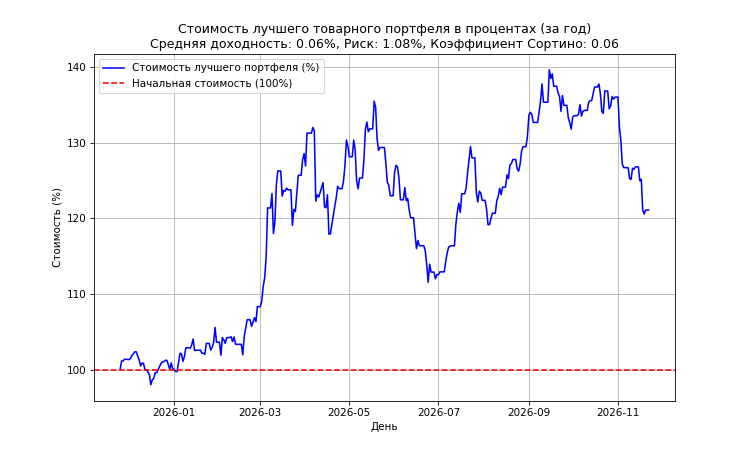 Стоимость лучшего товарного портфеля в процентах (за год)
Средняя доходность: 0.06%, Риск: 1.08%, Коэффициент Сортино: 0.06
Стоимость лучшего портфеля (%)
Начальная стоимость (100%)
Стоимость (%)
140
130
120
110
100
2026-01
2026-03
2026-05
2026-07
2026-09
2026-11
День